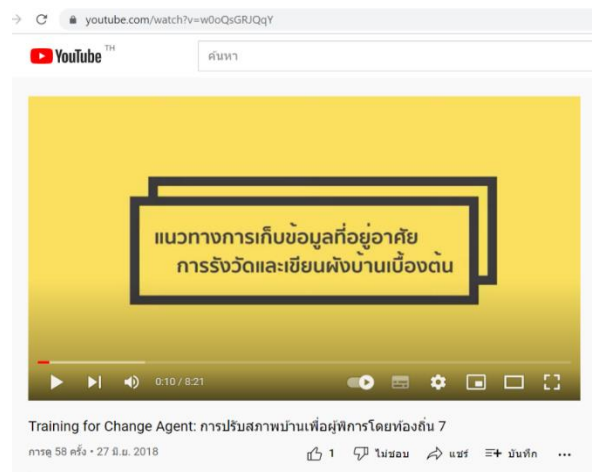 youtube.com/watch?v=w0oQsGRJQqY
YouTube TH
ค้นหา
แนวทางการเก็บข้อมูลที่อยู่อาศัย
การรังวัดและเขียนผังบ้านเบื้องต้น
0:10 / 8:21
Training for Change Agent: การปรับสภาพบ้านเพื่อผู้พิการโดยท้องถิ่น 7
การดู 58 ครั้ง • 27 มิ.ย. 2018
1 ไม่ชอบ แชร์ บันทึก